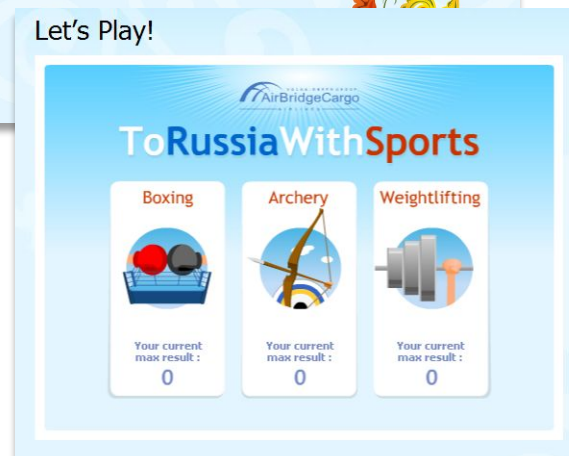 Let's Play!
AirBridgeCargo
ToRussiaWithSports
Boxing
Archery
Weightlifting
Your current
max result :
0
Your current
max result :
0
Your current
max result :
0